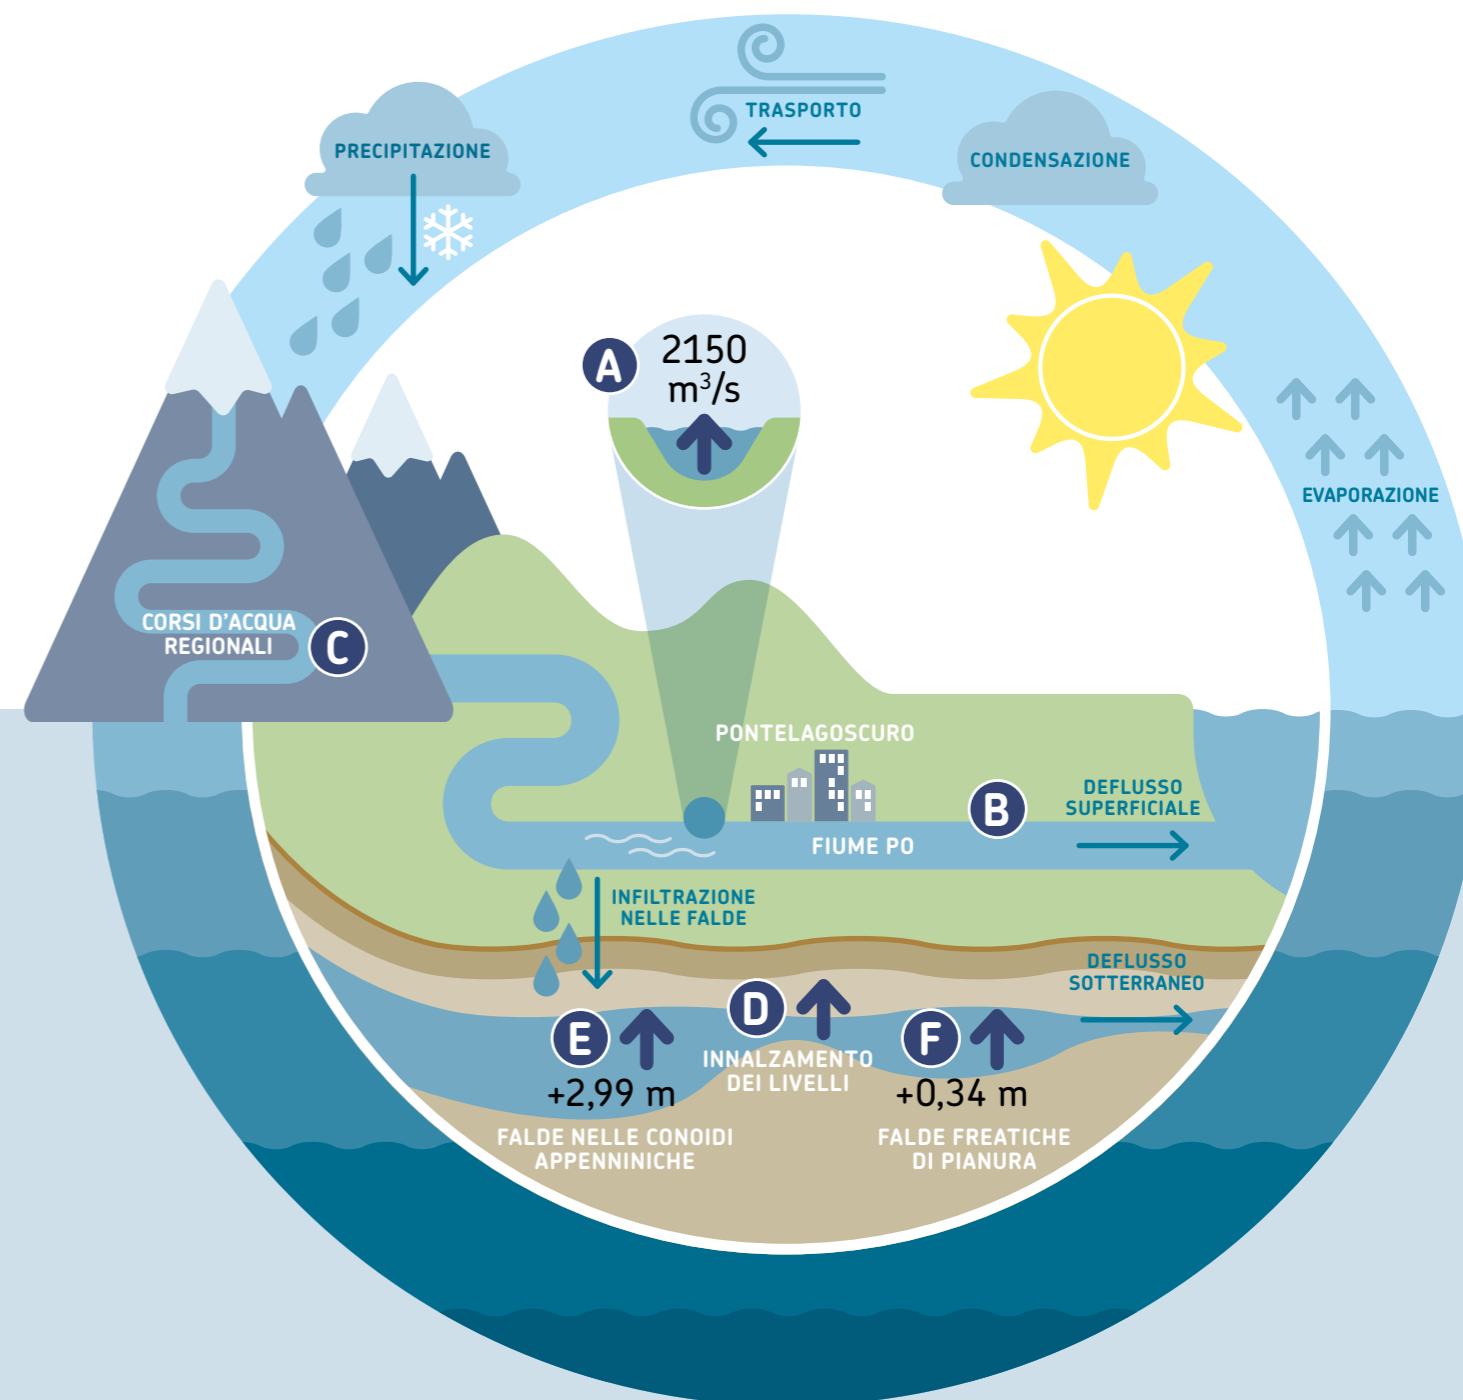 TRASPORTO
PRECIPITAZIONE
CONDENSAZIONE
A
2150
m³/s
EVAPORAZIONE
CORSI D'ACQUA
REGIONALI
C
PONTELAGOSCURO
B
DEFLUSSO
SUPERFICIALE
FIUME PO
INFILTRAZIONE
NELLE FALDE
DEFLUSSO
SOTTERRANEO
E
+2,99 m
FALDE NELLE CONOIDI
APPENNINICHE
D
INNALZAMENTO
DEI LIVELLI
F
+0,34 m
FALDE FREATICHE
DI PIANURA